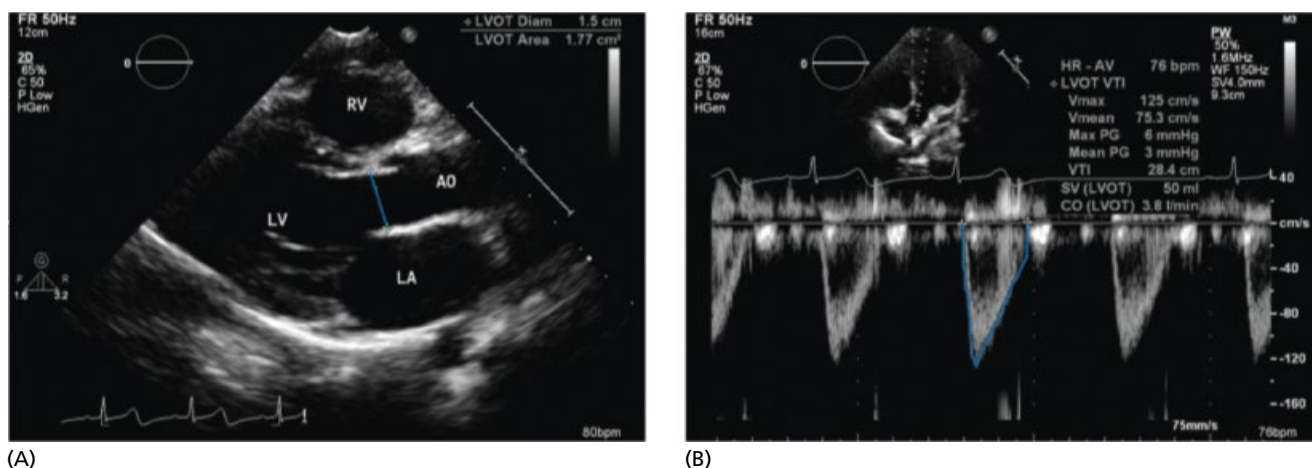 FR 50Hz
12cm
2D
65%
C 50
P Low
HGen
0
LVOT Diam 1.5 cm
LVOT Area 1.77 cm²
RV
AO
LV
LA
G
P R
1.6 3.2
80bpm
(A)
FR 50Hz
16cm
2D
67%
C 50
P Low
HGen
0
M3
PW
50%
1.6MHz
WF 150Hz
SV4.0mm
9.3cm
HR - AV 76 bpm
LVOT VTI
Vmax 125 cm/s
Vmean 75.3 cm/s
Max PG 6 mmHg
Mean PG 3 mmHg
VTI 28.4 cm
SV (LVOT) 50 ml
CO (LVOT) 3.8 l/min
40
cm/s
-40
-80
-120
-160
75mm/s
76bpm
(B)